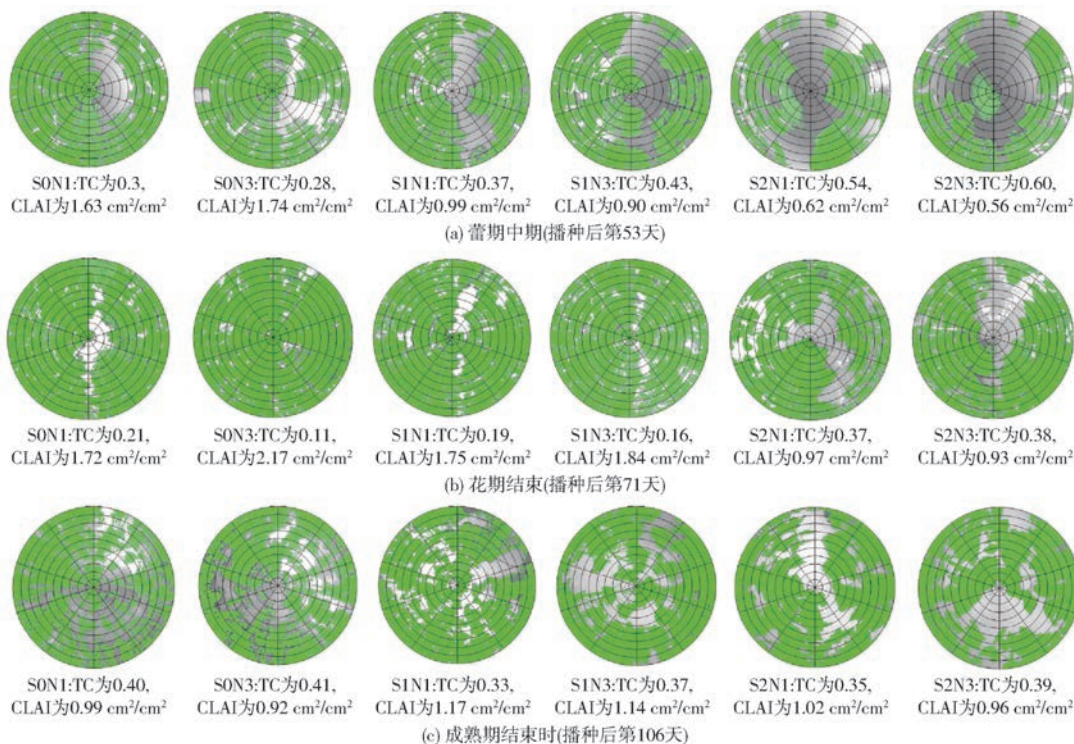 S0N1:TC为0.3, S0N3:TC为0.28, S1N1:TC为0.37, S1N3:TC为0.43, S2N1:TC为0.54, S2N3:TC为0.60,
CLAI为1.63 cm²/cm² CLAI为1.74 cm²/cm² CLAI为0.99 cm²/cm² CLAI为0.90 cm²/cm² CLAI为0.62 cm²/cm² CLAI为0.56 cm²/cm²
(a) 蕾期中期(播种后第53天)
S0N1:TC为0.21, S0N3:TC为0.11, S1N1:TC为0.19, S1N3:TC为0.16, S2N1:TC为0.37, S2N3:TC为0.38,
CLAI为1.72 cm²/cm² CLAI为2.17 cm²/cm² CLAI为1.75 cm²/cm² CLAI为1.84 cm²/cm² CLAI为0.97 cm²/cm² CLAI为0.93 cm²/cm²
(b) 花期结束(播种后第71天)
S0N1:TC为0.40, S0N3:TC为0.41, S1N1:TC为0.33, S1N3:TC为0.37, S2N1:TC为0.35, S2N3:TC为0.39,
CLAI为0.99 cm²/cm² CLAI为0.92 cm²/cm² CLAI为1.17 cm²/cm² CLAI为1.14 cm²/cm² CLAI为1.02 cm²/cm² CLAI为0.96 cm²/cm²
(c) 成熟期结束时(播种后第106天)